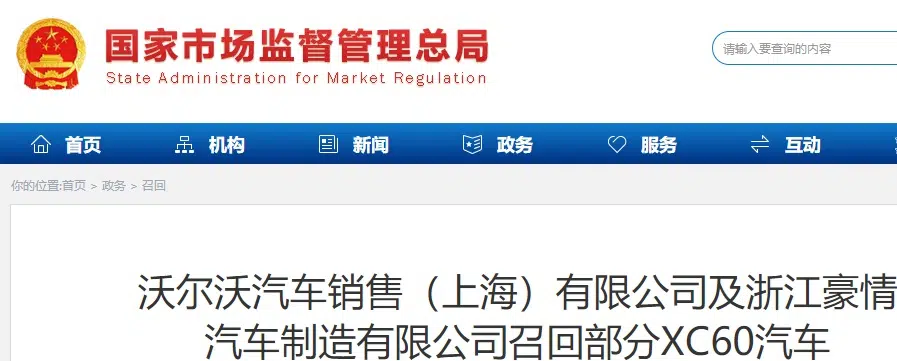 国家市场监督管理总局
State Administration for Market Regulation
请输入要查询的内容
首页 机构 新闻 政务 服务 互动
你的位置:首页 > 政务 > 召回
沃尔沃汽车销售（上海）有限公司及浙江豪情
汽车制造有限公司召回部分XC60汽车